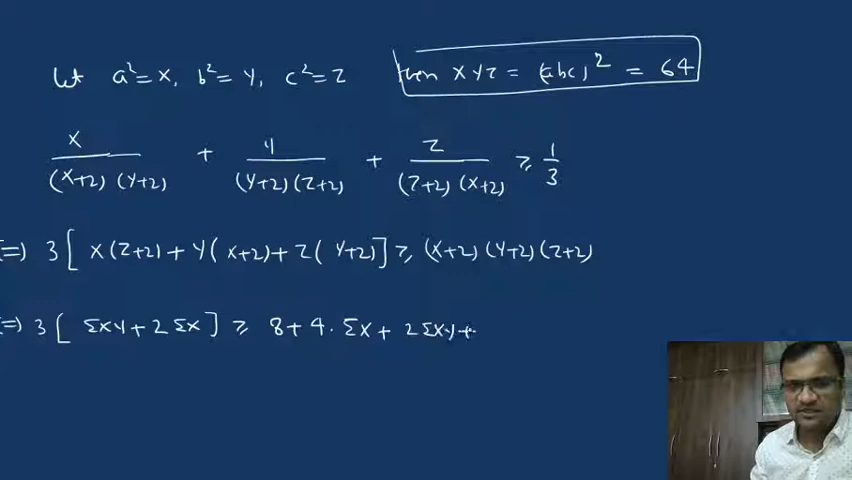 Let a² = x, b² = y, c² = z then xyz = (abc)² = 64
x/((x+2)(y+2)) + y/((y+2)(z+2)) + z/((z+2)(x+2)) ≥ 1/3
(=) 3[ x(z+2) + y(x+2) + z(y+2) ] ≥ (x+2)(y+2)(z+2)
(=) 3[ Σxy + 2Σx ] ≥ 8 + 4·Σx + 2Σxy +